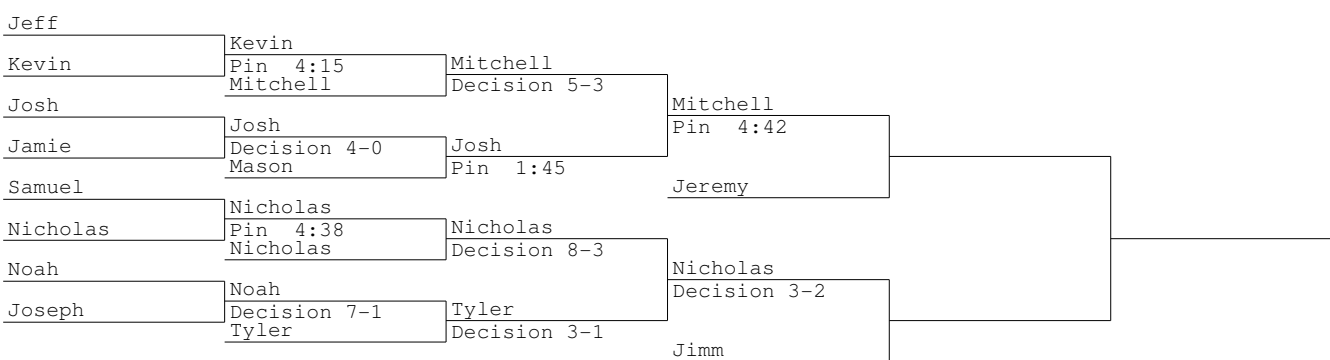 Jeff
Kevin
Kevin
Pin 4:15
Mitchell
Mitchell
Decision 5-3
Josh
Mitchell
Pin 4:42
Josh
Jamie
Decision 4-0
Josh
Mason
Pin 1:45
Samuel
Jeremy
Nicholas
Nicholas
Pin 4:38
Nicholas
Nicholas
Decision 8-3
Noah
Nicholas
Noah
Decision 3-2
Joseph
Decision 7-1
Tyler
Tyler
Decision 3-1
Jimm